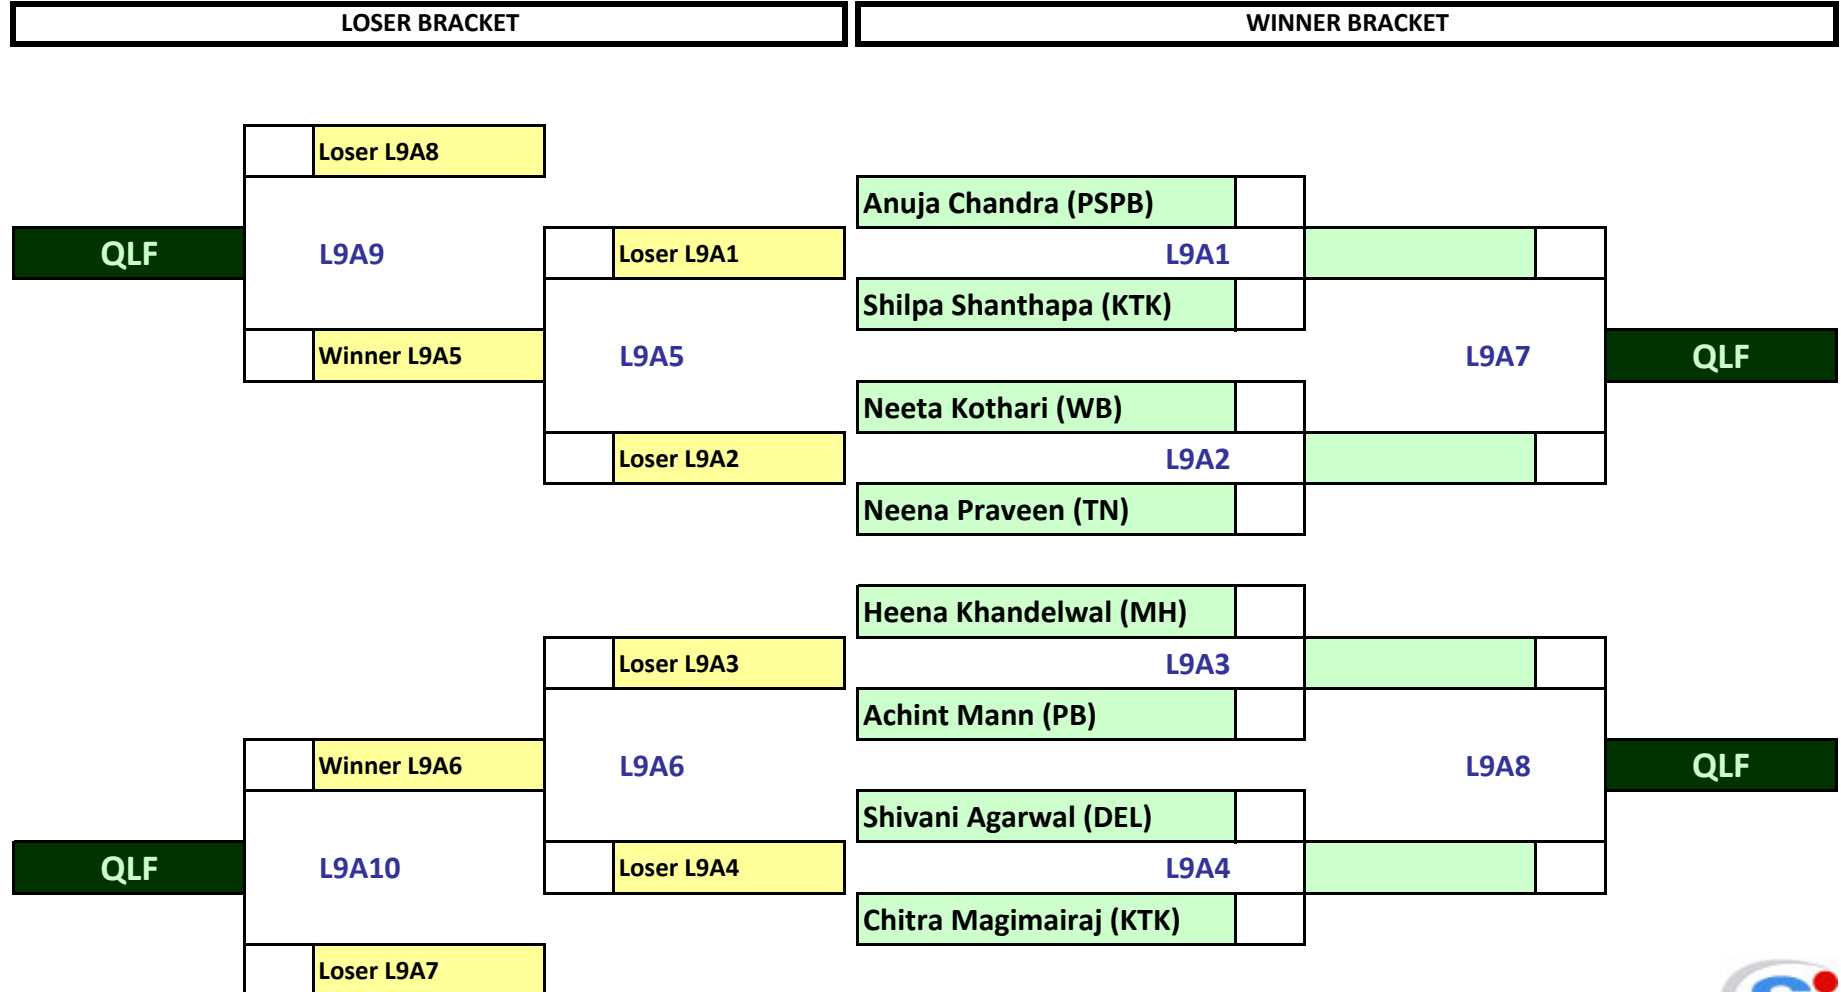 LOSER BRACKET
WINNER BRACKET
Loser L9A8
Anuja Chandra (PSPB)
QLF
L9A9
Loser L9A1
L9A1
Shilpa Shanthapa (KTK)
Winner L9A5
L9A5
L9A7
QLF
Neeta Kothari (WB)
Loser L9A2
L9A2
Neena Praveen (TN)
Heena Khandelwal (MH)
Loser L9A3
L9A3
Achint Mann (PB)
Winner L9A6
L9A6
L9A8
QLF
Shivani Agarwal (DEL)
QLF
L9A10
Loser L9A4
L9A4
Chitra Magimairaj (KTK)
Loser L9A7